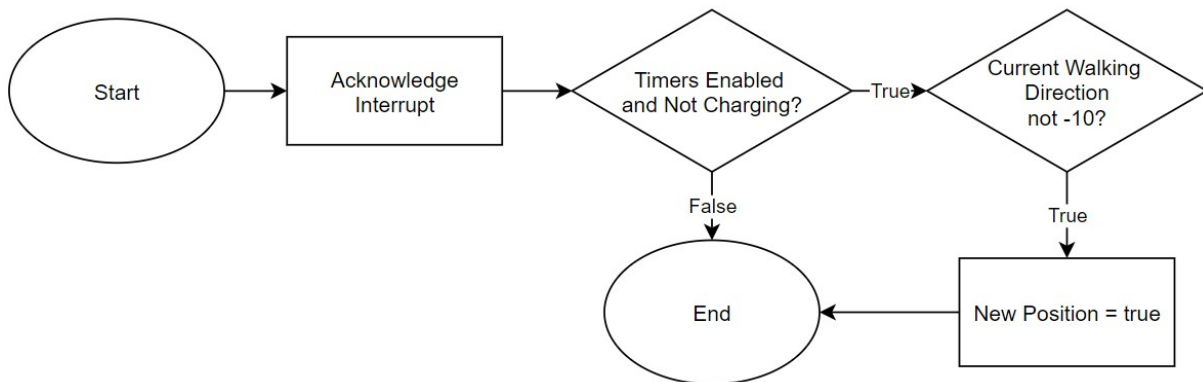 Start
Acknowledge
Interrupt
Timers Enabled
and Not Charging?
True
Current Walking
Direction
not -10?
False
True
End
New Position = true